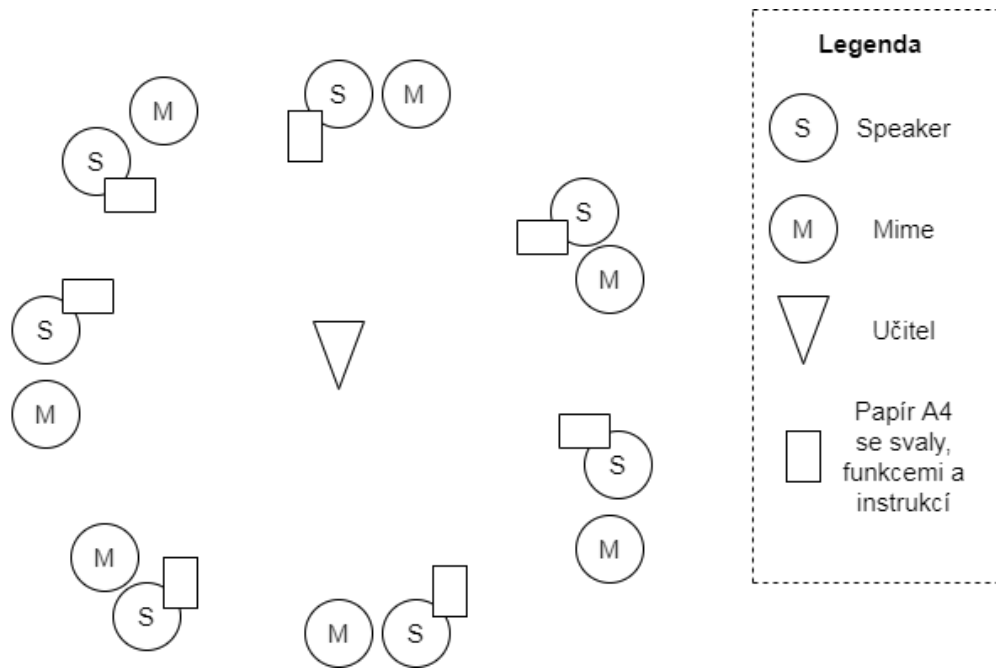 Legenda
M
S
M
S
S
Speaker
S
M
M
Mime
S
M
Učitel
S
M
Papír A4
se svaly,
funkcemi a
instrukcí
M
S
M
M
S